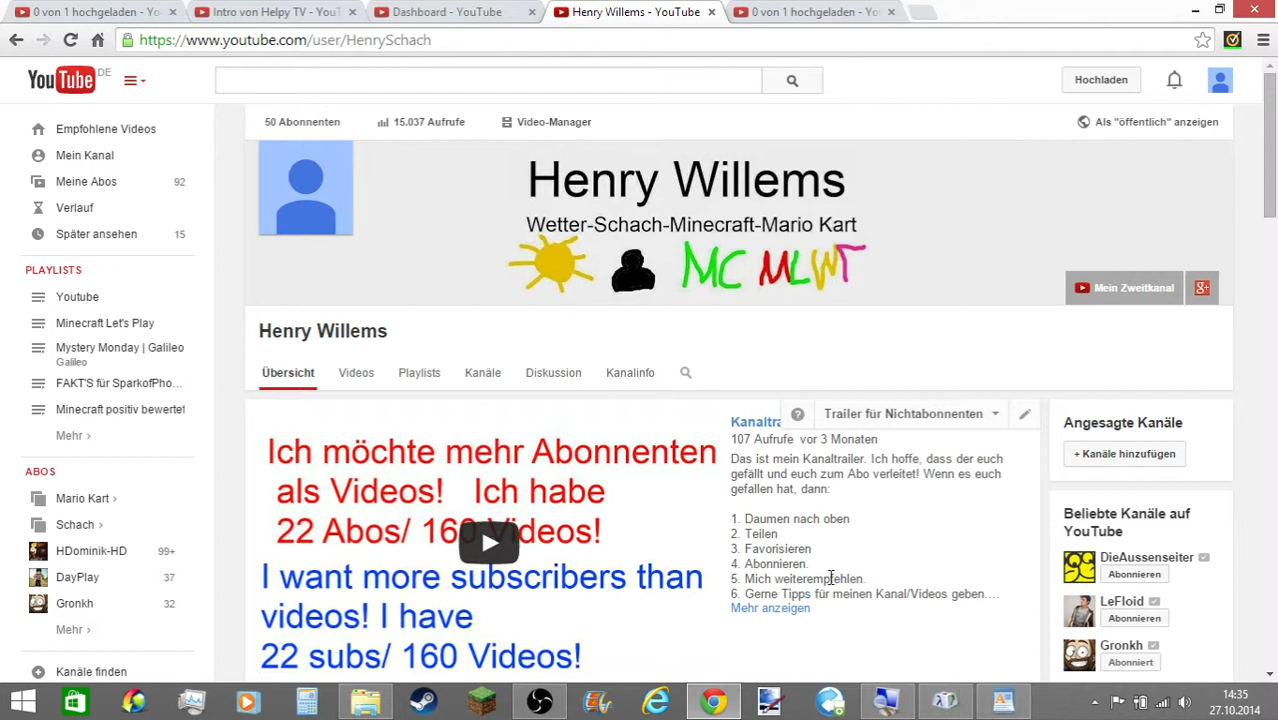 0 von 1 hochgeladen - Yo
Intro von Helpy TV - YouT
Dashboard - YouTube
Henry Willems - YouTube
0 von 1 hochgeladen - Yo
https://www.youtube.com/user/HenrySchach
YouTube DE
Hochladen
50 Abonnenten
15.037 Aufrufe
Video-Manager
Als "öffentlich" anzeigen
Empfohlene Videos
Mein Kanal
Meine Abos 92
Verlauf
Später ansehen 15
PLAYLISTS
Youtube
Minecraft Let's Play
Mystery Monday | Galileo
Galileo
FAKT'S für SparkofPho...
Minecraft positiv bewertet
Mehr
ABOS
Mario Kart
Schach
HDominik-HD 99+
DayPlay 37
Gronkh 32
Mehr
Kanäle finden
Henry Willems
Wetter-Schach-Minecraft-Mario Kart
MC MLWT
Mein Zweitkanal
Henry Willems
Übersicht
Videos
Playlists
Kanäle
Diskussion
Kanalinfo
Ich möchte mehr Abonnenten
als Videos! Ich habe
22 Abos/ 160 Videos!
I want more subscribers than
videos! I have
22 subs/ 160 Videos!
Kanaltra
Trailer für Nichtabonnenten
107 Aufrufe vor 3 Monaten
Das ist mein Kanaltrailer. Ich hoffe, dass der euch
gefällt und euch zum Abo verleitet! Wenn es euch
gefallen hat, dann:
1. Daumen nach oben
2. Teilen
3. Favorisieren
4. Abonnieren.
5. Mich weiterempfehlen.
6. Gerne Tipps für meinen Kanal/Videos geben....
Mehr anzeigen
Angesagte Kanäle
+ Kanäle hinzufügen
Beliebte Kanäle auf
YouTube
DieAussenseiter
Abonnieren
LeFloid
Abonnieren
Gronkh
Abonniert
14:35
27.10.2014